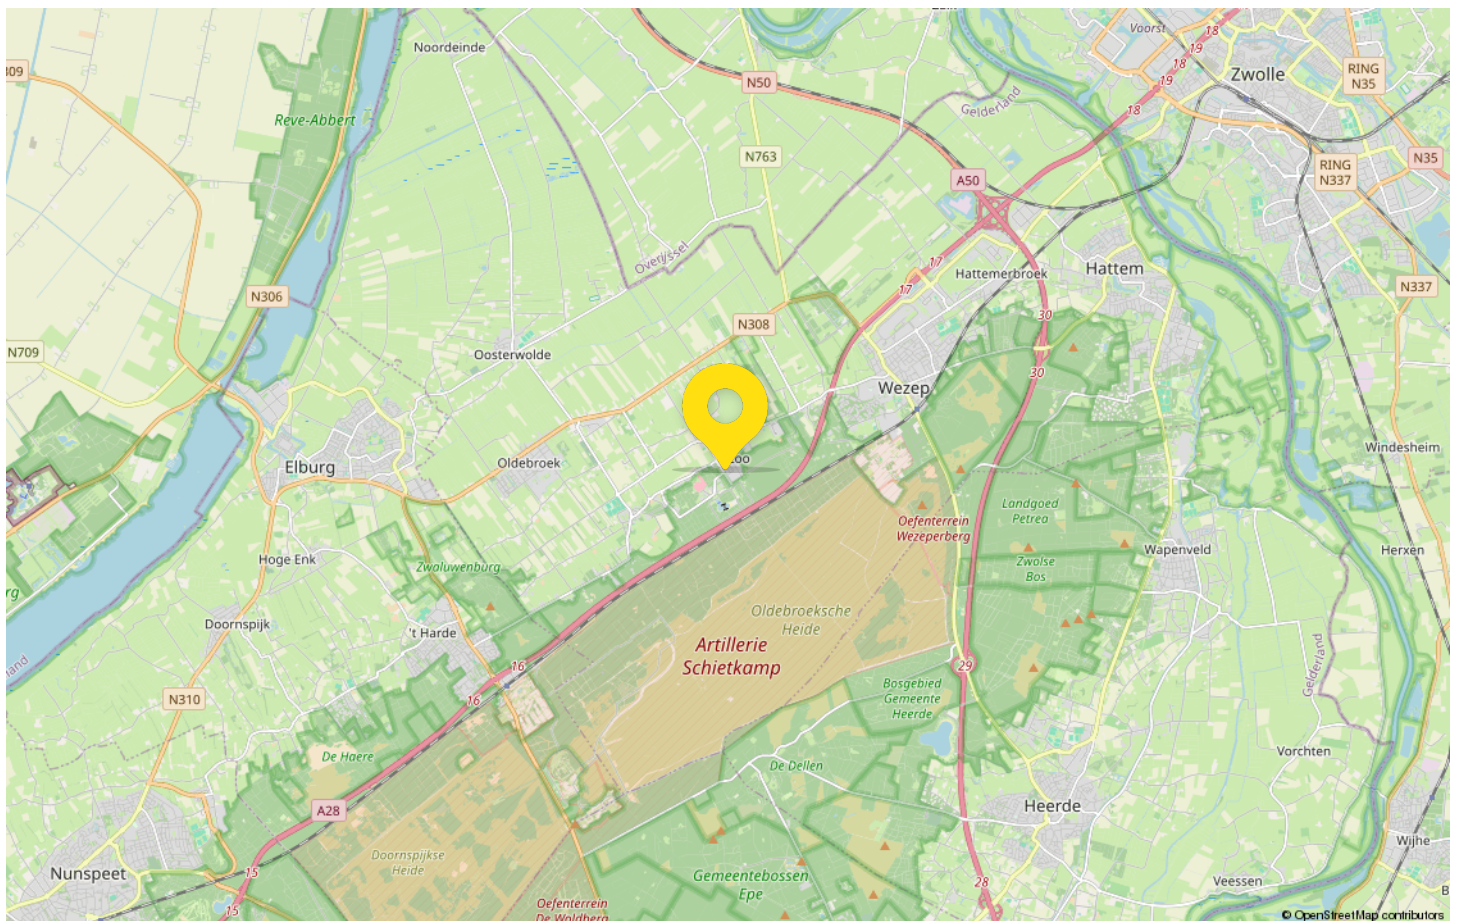 Noordeinde
Voorst
18
19
18
Zwolle
RING
N35
309
N50
19
18
Gelderland
Reve-Abbert
N763
N35
RING
N337
A50
Overijssel
17
Hattemerbroek
Hattem
N306
17
N337
N308
30
N709
Oosterwolde
30
Wezep
Windesheim
Elburg
Oldebroek
Landgoed
Petrea
Oefenterrein
Wezeperberg
Hoge Enk
Zwaluwenburg
Zwolse
Bos
Wapenveld
Herxen
Oldebroeksche
Heide
Doornspijk
't Harde
Artillerie
Schietkamp
16
29
Gelderland
N310
16
Bosgebied
Gemeente
Heerde
De Haere
De Dellen
Vorchten
A28
Heerde
Doornspijkse
Heide
Wijhe
15
Nunspeet
Gemeentebossen
Epe
28
Veessen
15
Oefenterrein
De Woldberg
© OpenStreetMap contributors